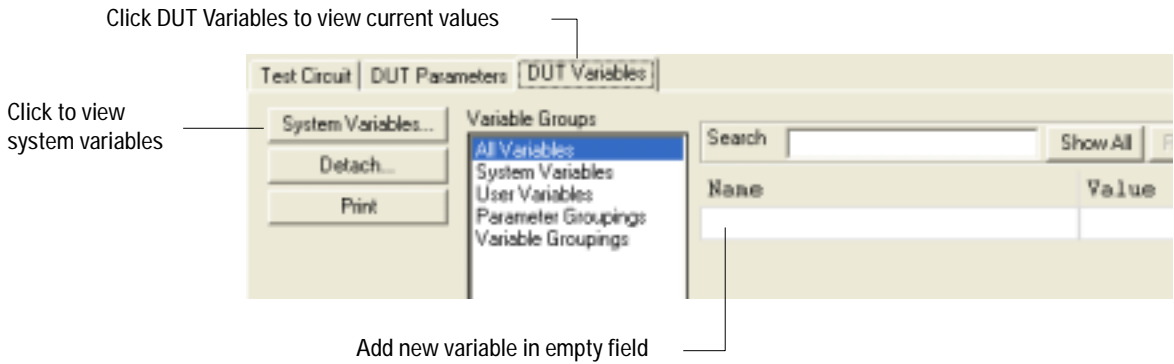 Click DUT Variables to view current values
Test Circuit DUT Parameters DUT Variables
Click to view
system variables
System Variables...
Detach...
Print
Variable Groups
All Variables
System Variables
User Variables
Parameter Groupings
Variable Groupings
Search Show All
Name Value
Add new variable in empty field